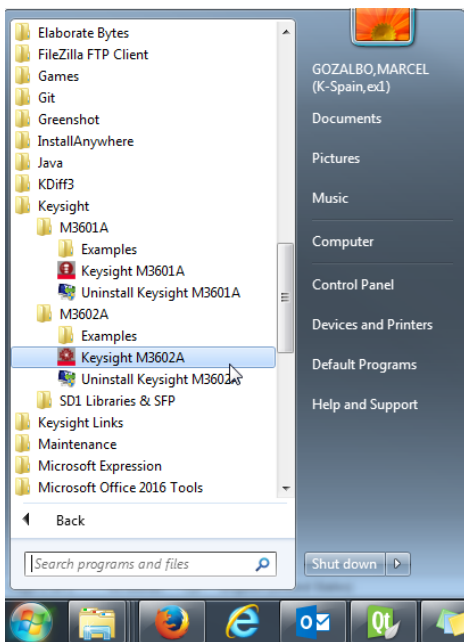 Elaborate Bytes
FileZilla FTP Client
Games
Git
Greenshot
InstallAnywhere
Java
KDiff3
Keysight
M3601A
Examples
Keysight M3601A
Uninstall Keysight M3601A
M3602A
Examples
Keysight M3602A
Uninstall Keysight M3602A
SD1 Libraries & SFP
Keysight Links
Maintenance
Microsoft Expression
Microsoft Office 2016 Tools
Back
Search programs and files
GOZALBO,MARCEL
(K-Spain,ex1)
Documents
Pictures
Music
Computer
Control Panel
Devices and Printers
Default Programs
Help and Support
Shut down
Qt